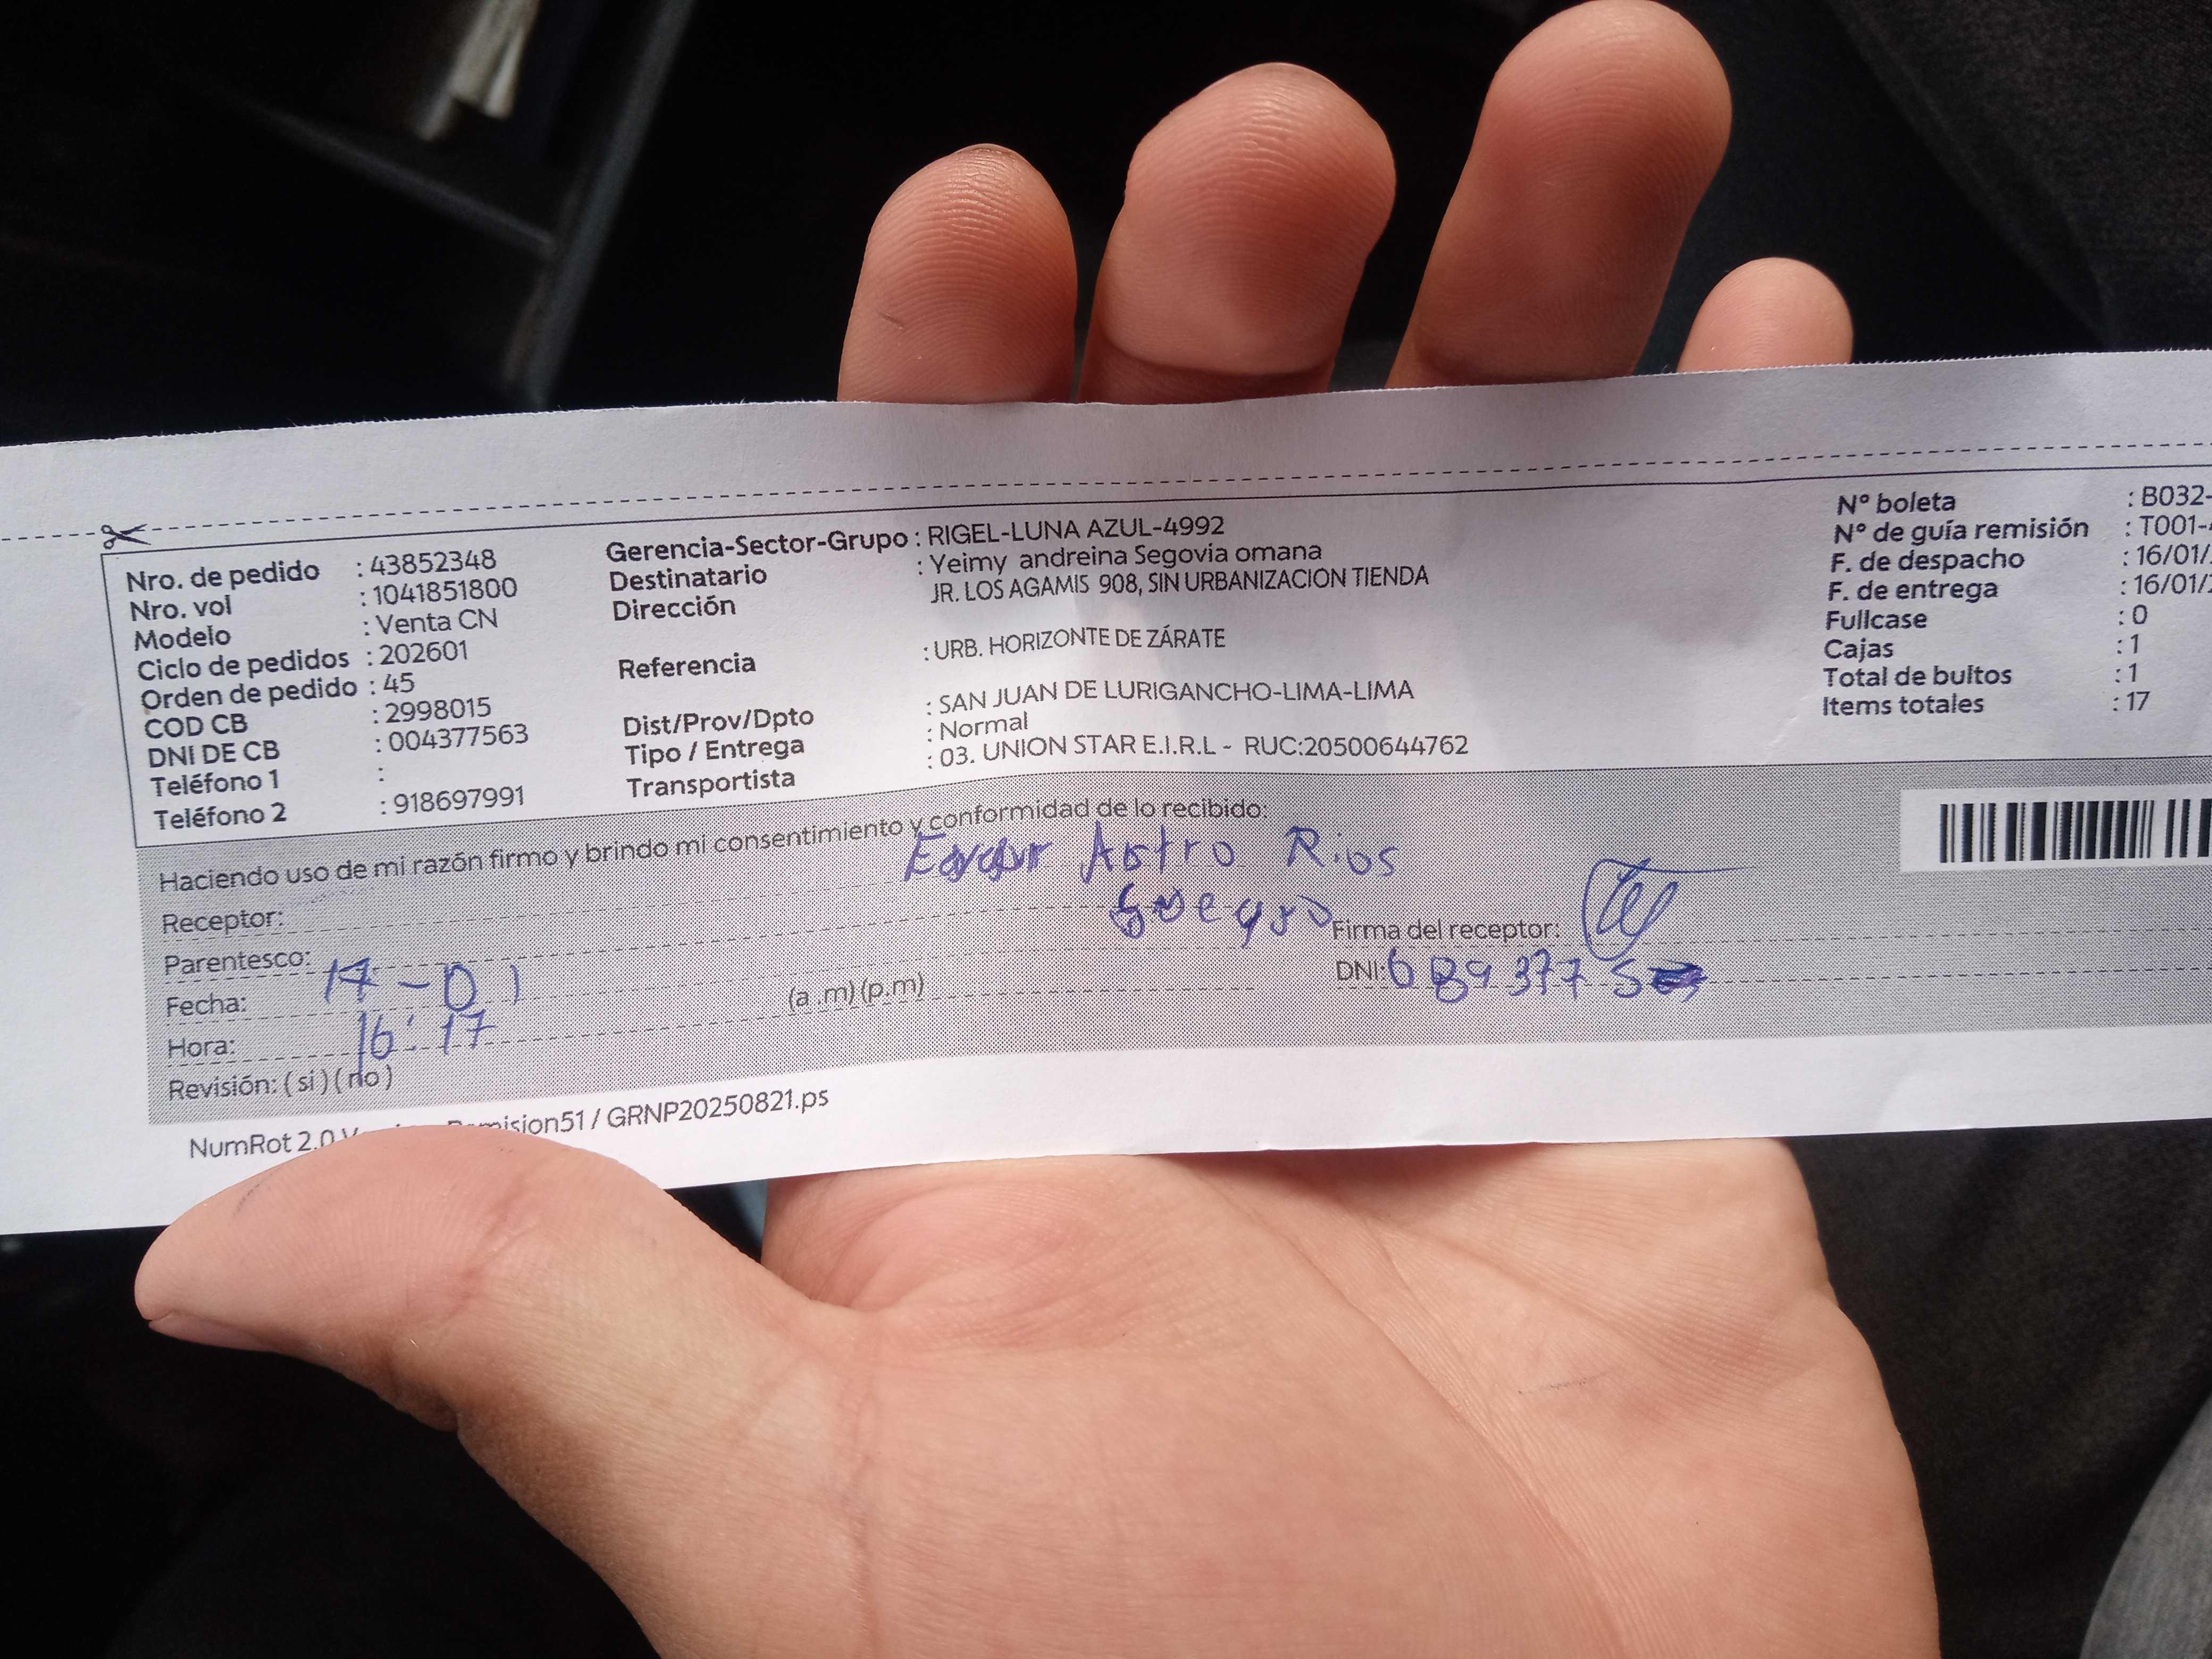 Nro. de pedido : 43852348
Nro. vol : 1041851800
Modelo : Venta CN
Ciclo de pedidos : 202601
Orden de pedido : 45
COD CB : 2998015
DNI DE CB : 004377563
Teléfono 1 :
Teléfono 2 : 918697991
Gerencia-Sector-Grupo : RIGEL-LUNA AZUL-4992
Destinatario : Yeimy andreina Segovia omana
Dirección JR. LOS AGAMIS 908, SIN URBANIZACION TIENDA
Referencia : URB. HORIZONTE DE ZÁRATE
Dist/Prov/Dpto : SAN JUAN DE LURIGANCHO-LIMA-LIMA
Tipo / Entrega : Normal
Transportista : 03. UNION STAR E.I.R.L - RUC:20500644762
Nº boleta : B032-
Nº de guía remisión : T001-
F. de despacho : 16/01/
F. de entrega : 16/01/
Fullcase : 0
Cajas : 1
Total de bultos : 1
Items totales : 17
Haciendo uso de mi razón firmo y brindo mi consentimiento y conformidad de lo recibido:
Receptor: Rios
Parentesco:
Firma del receptor:
Fecha: 17-01 (a.m) (p.m)
DNI: 689377 5
Hora: 16:17
Revisión: (si) (no)
NumRot 2.0 / GRNP20250821.ps